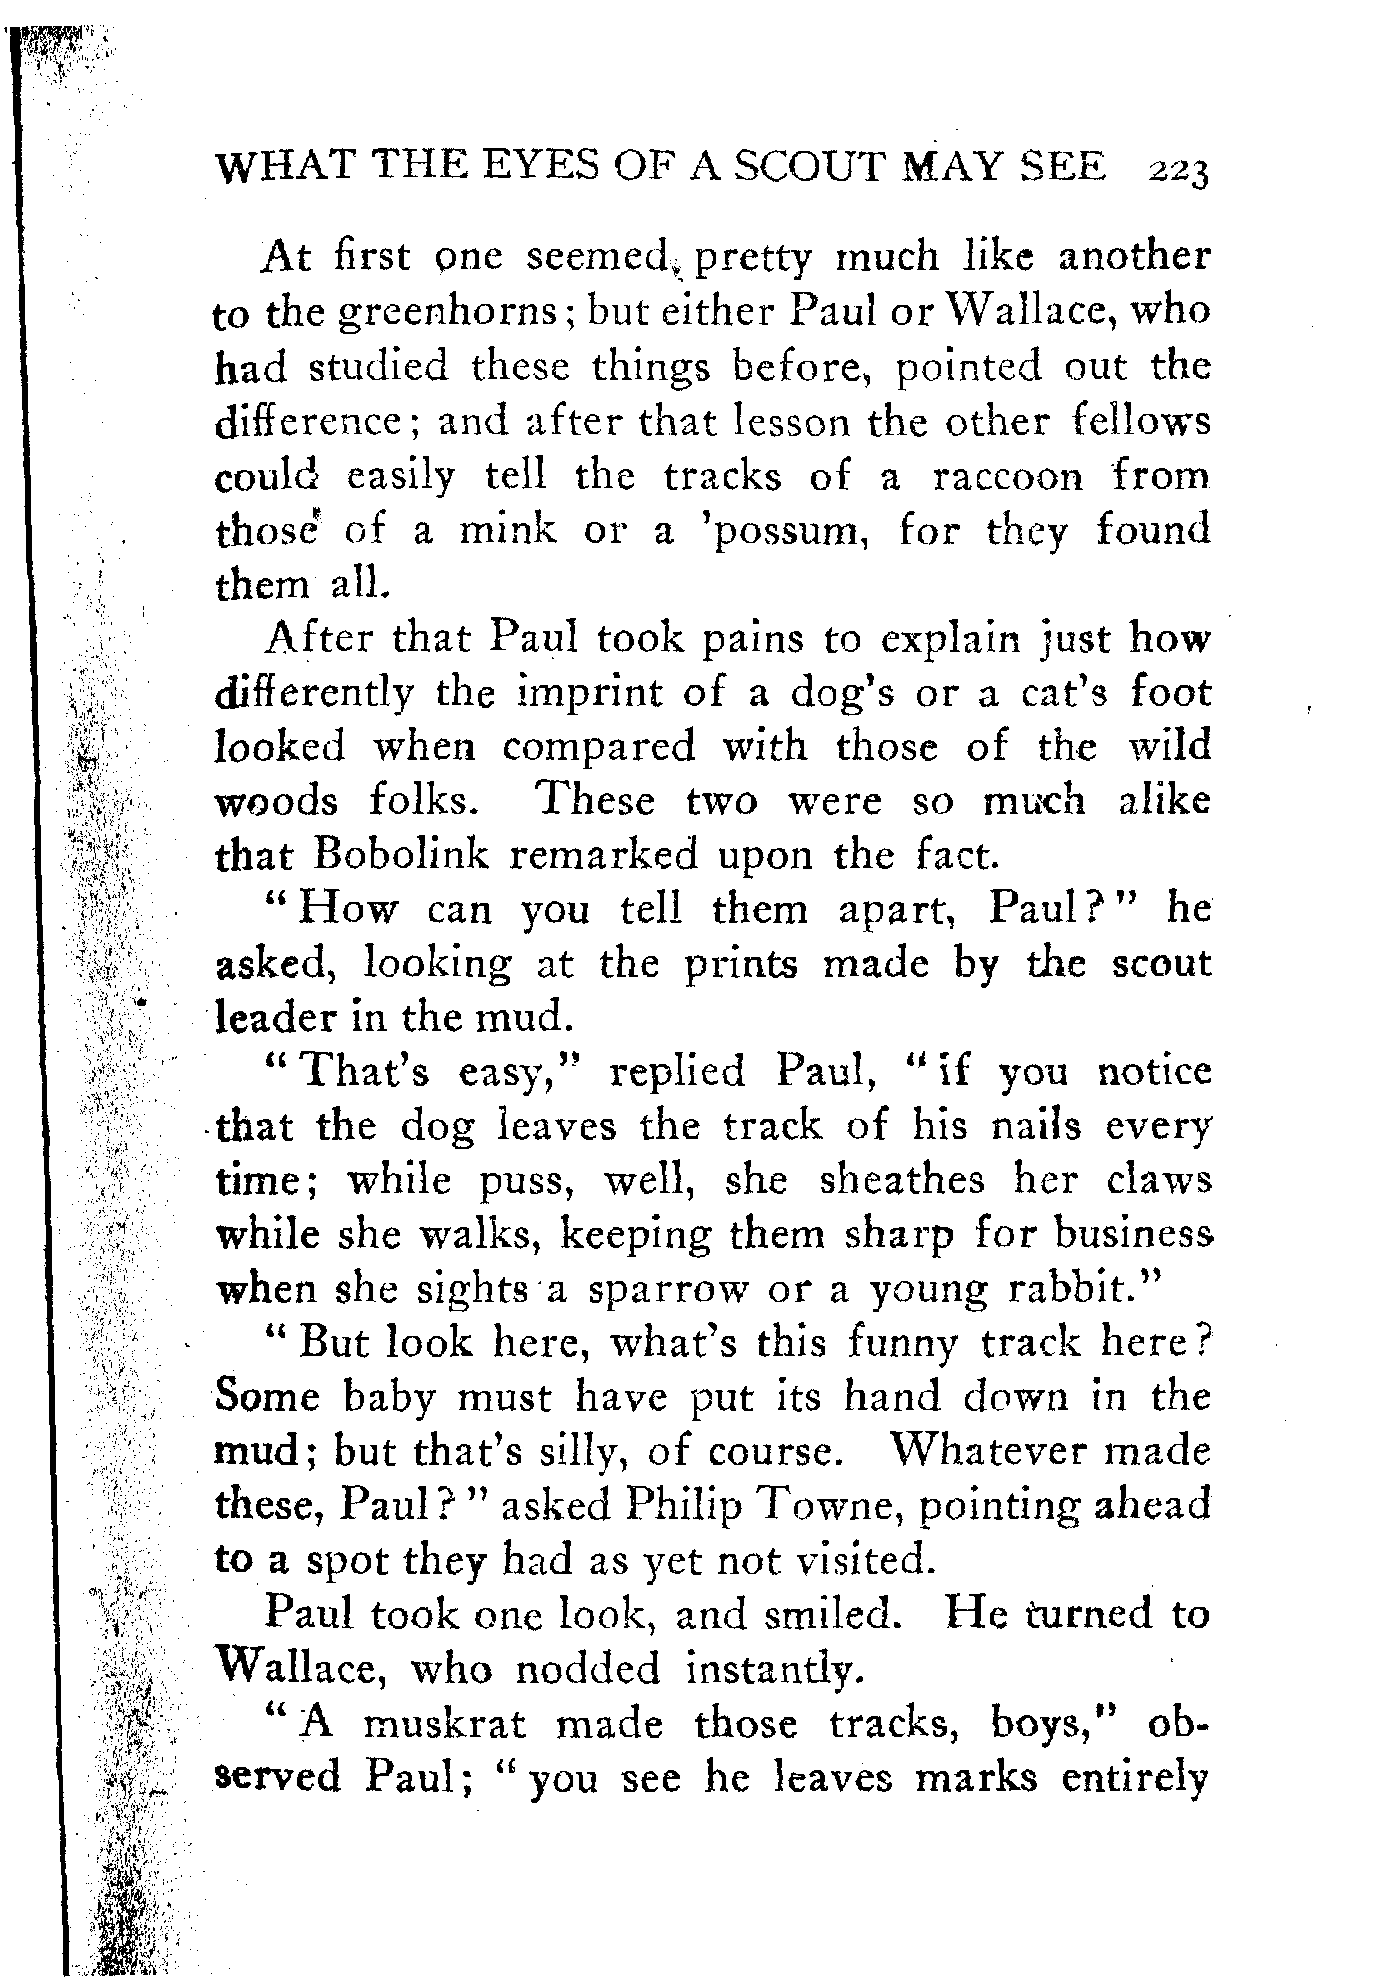 WHAT THE EYES OF A SCOUT MAY SEE 223
At first one seemed pretty much like another
to the greenhorns; but either Paul or Wallace, who
had studied these things before, pointed out the
difference; and after that lesson the other fellows
could easily tell the tracks of a raccoon from
those of a mink or a 'possum, for they found
them all.
After that Paul took pains to explain just how
differently the imprint of a dog's or a cat's foot
looked when compared with those of the wild
woods folks. These two were so much alike
that Bobolink remarked upon the fact.
"How can you tell them apart, Paul?" he
asked, looking at the prints made by the scout
leader in the mud.
"That's easy," replied Paul, "if you notice
that the dog leaves the track of his nails every
time; while puss, well, she sheathes her claws
while she walks, keeping them sharp for business
when she sights a sparrow or a young rabbit."
"But look here, what's this funny track here?
Some baby must have put its hand down in the
mud; but that's silly, of course. Whatever made
these, Paul?" asked Philip Towne, pointing ahead
to a spot they had as yet not visited.
Paul took one look, and smiled. He turned to
Wallace, who nodded instantly.
"A muskrat made those tracks, boys," ob-
served Paul; "you see he leaves marks entirely